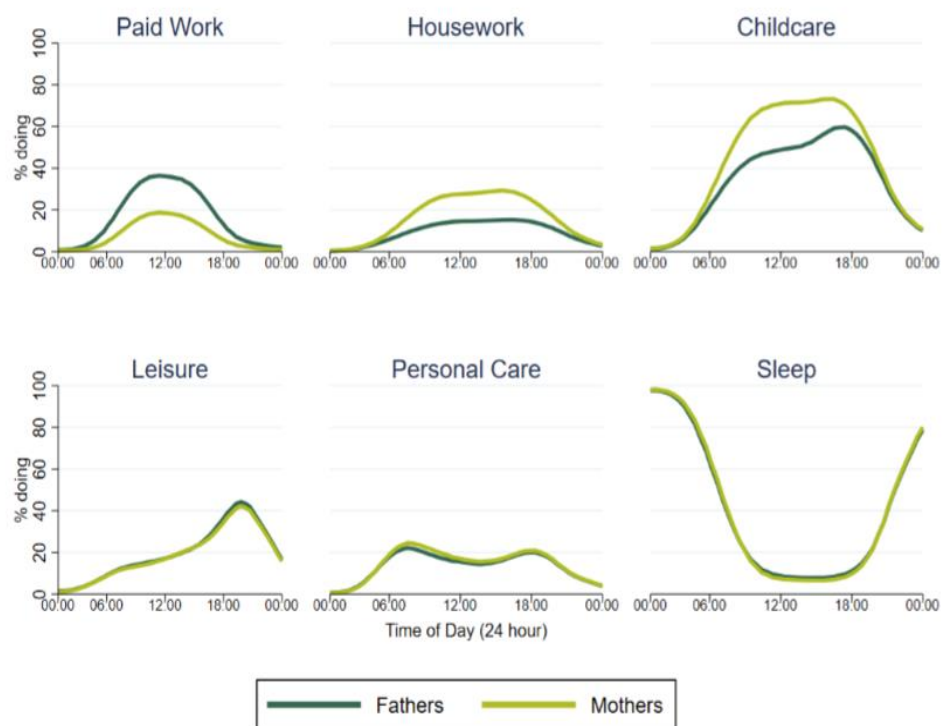 Paid Work Housework Childcare
% doing
0 20 40 60 80 100
00:00 06:00 12:00 18:00 00:00
00:00 06:00 12:00 18:00 00:00
00:00 06:00 12:00 18:00 00:00
Leisure Personal Care Sleep
% doing
0 20 40 60 80 100
00:00 06:00 12:00 18:00 00:00
00:00 06:00 12:00 18:00 00:00
00:00 06:00 12:00 18:00 00:00
Time of Day (24 hour)
Fathers Mothers